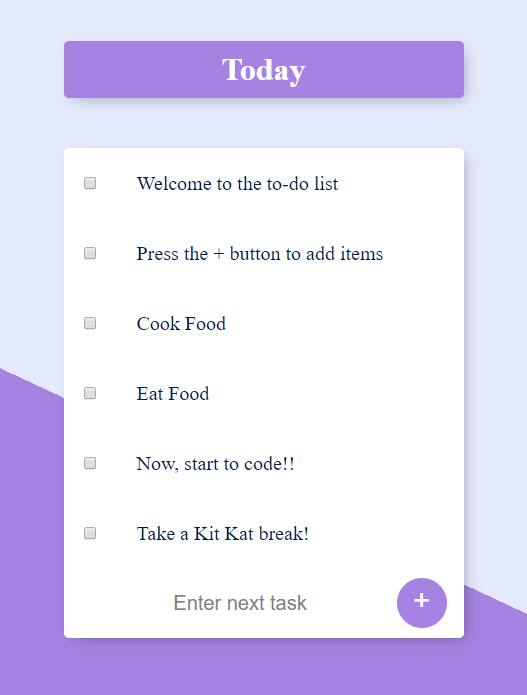 Today
Welcome to the to-do list
Press the + button to add items
Cook Food
Eat Food
Now, start to code!!
Take a Kit Kat break!
Enter next task +